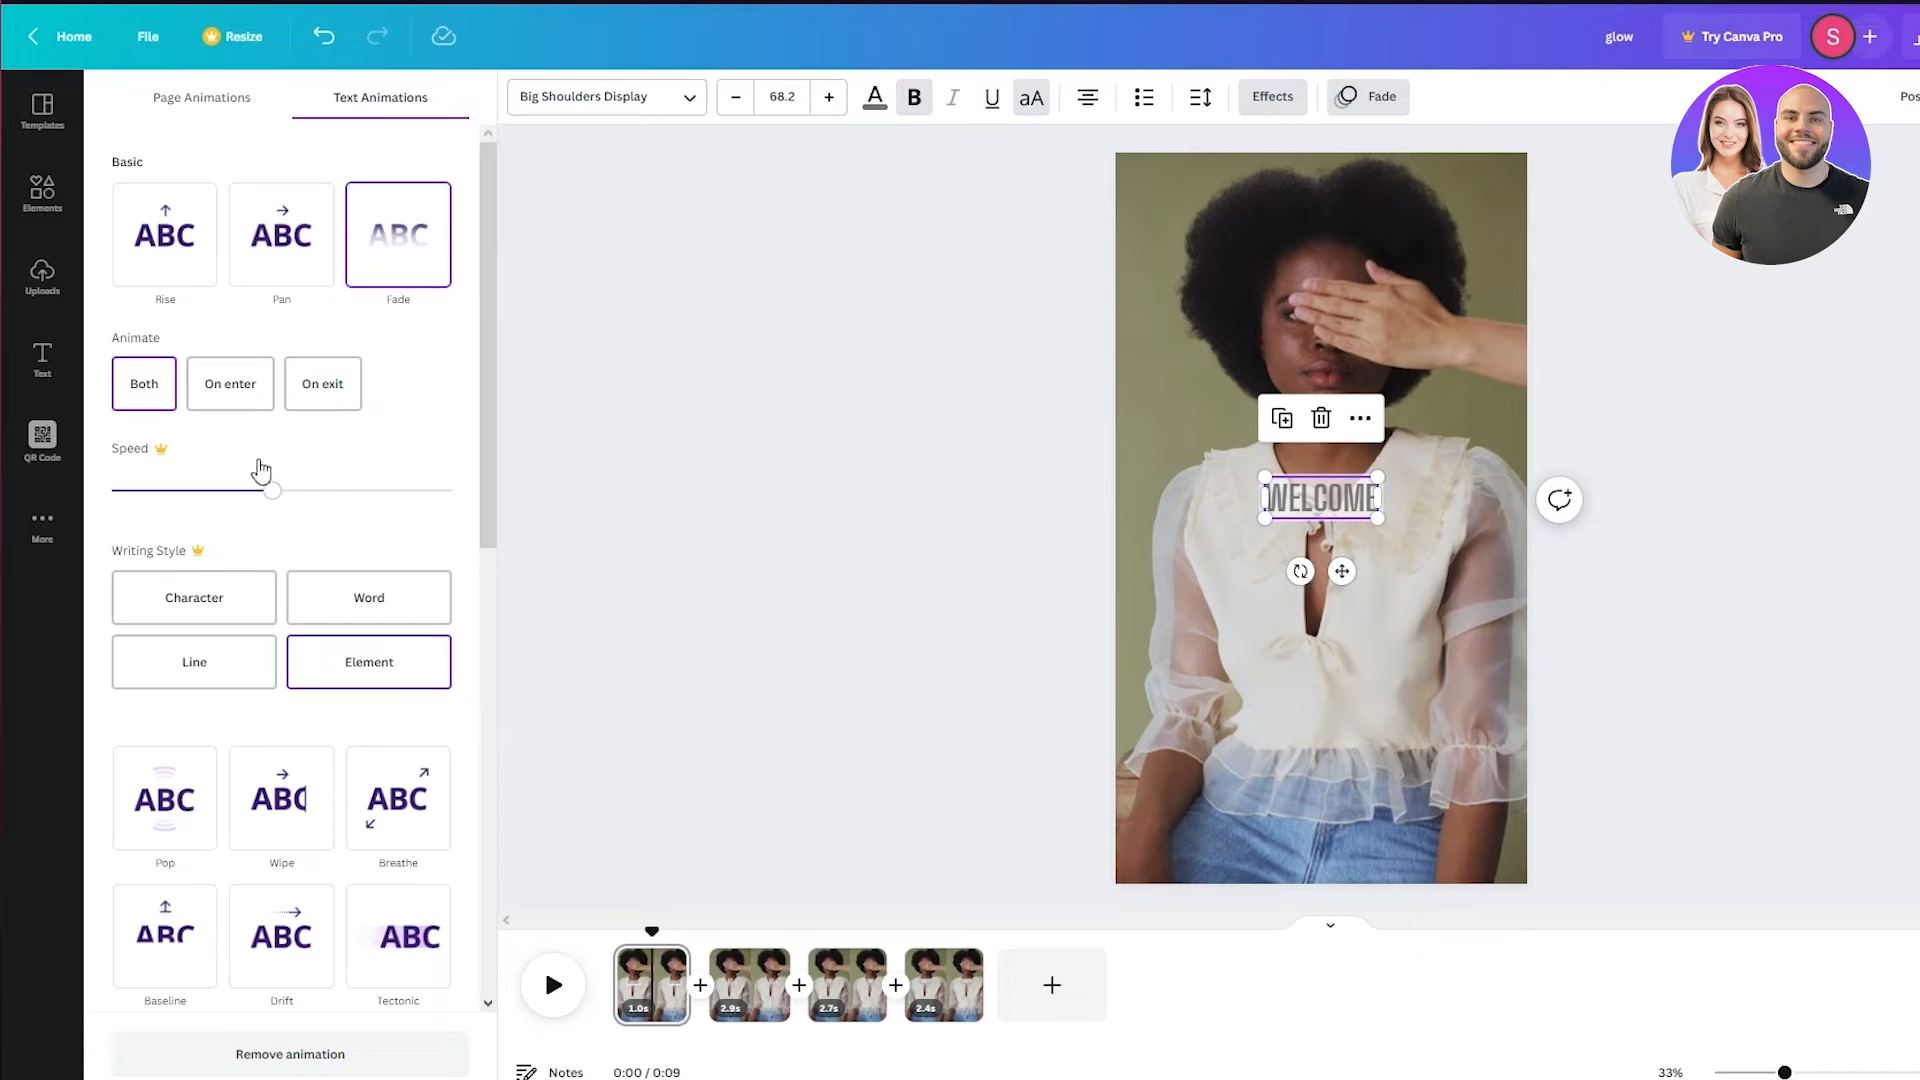 Home File Resize glow Try Canva Pro S
Page Animations Text Animations
Big Shoulders Display 68.2 A B I U aA Effects Fade Pos
Templates
Elements
Uploads
Text
QR Code
More
Basic
ABC ABC ABC
Rise Pan Fade
Animate
Both On enter On exit
Speed
Writing Style
Character Word
Line Element
ABC ABC ABC
Pop Wipe Breathe
ABC ABC ABC
Baseline Drift Tectonic
Remove animation
WELCOME
1.0s 2.9s 2.7s 2.4s
Notes 0:00 / 0:09 33%